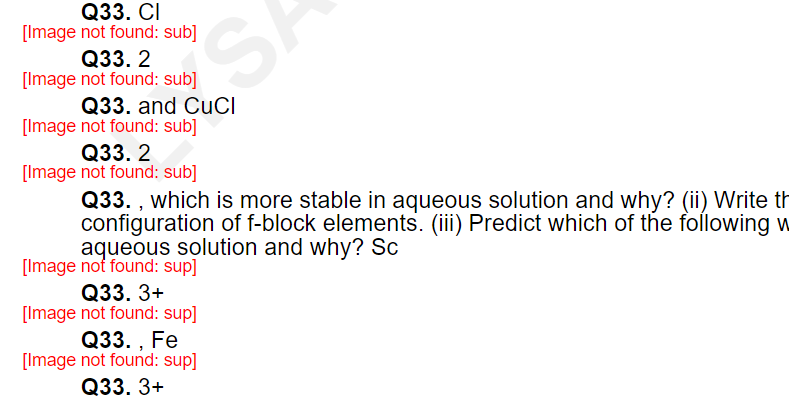 Q33. Cl
[Image not found: sub]
Q33. 2
[Image not found: sub]
Q33. and CuCl
[Image not found: sub]
Q33. 2
[Image not found: sub]
Q33. , which is more stable in aqueous solution and why? (ii) Write th
configuration of f-block elements. (iii) Predict which of the following w
aqueous solution and why? Sc
[Image not found: sup]
Q33. 3+
[Image not found: sup]
Q33. , Fe
[Image not found: sup]
Q33. 3+
LYSA